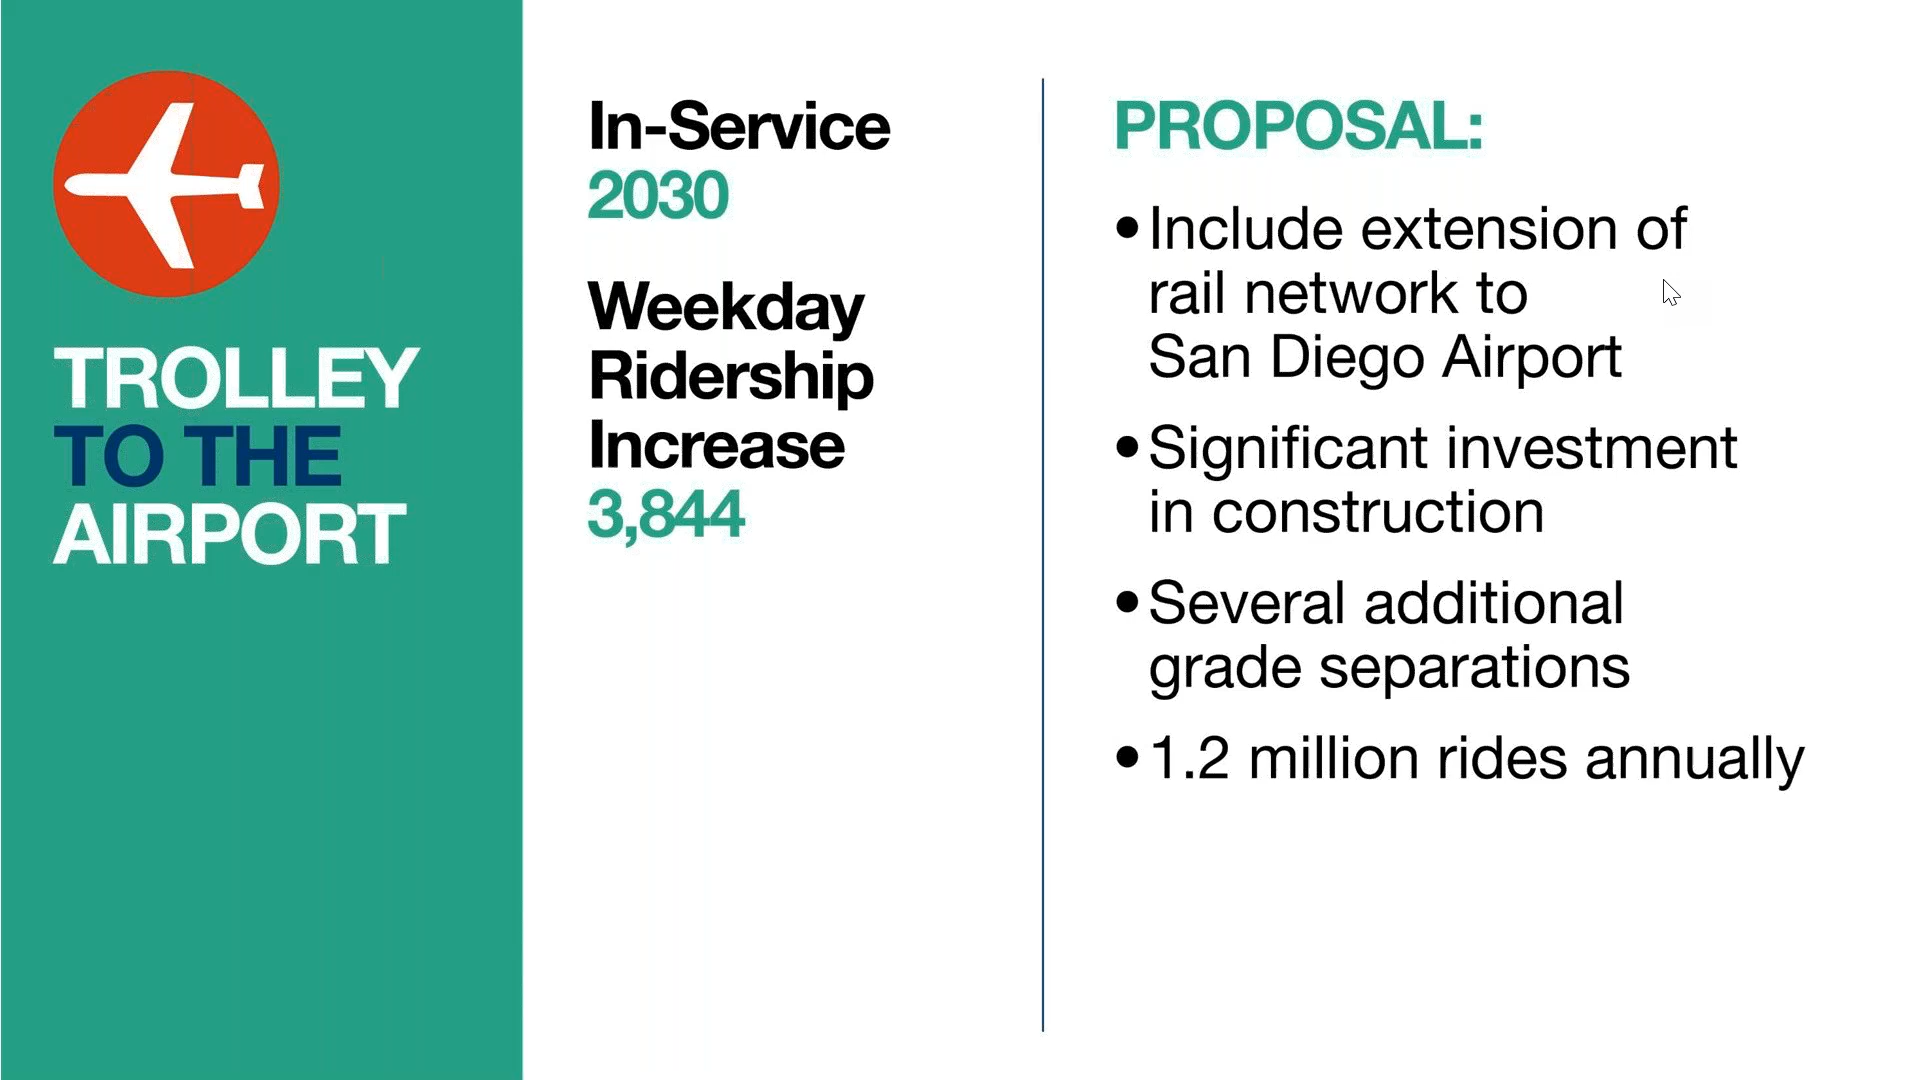 TROLLEY
TO THE
AIRPORT
In-Service
2030
Weekday
Ridership
Increase
3,844
PROPOSAL:
•Include extension of
rail network to
San Diego Airport
•Significant investment
in construction
•Several additional
grade separations
•1.2 million rides annually